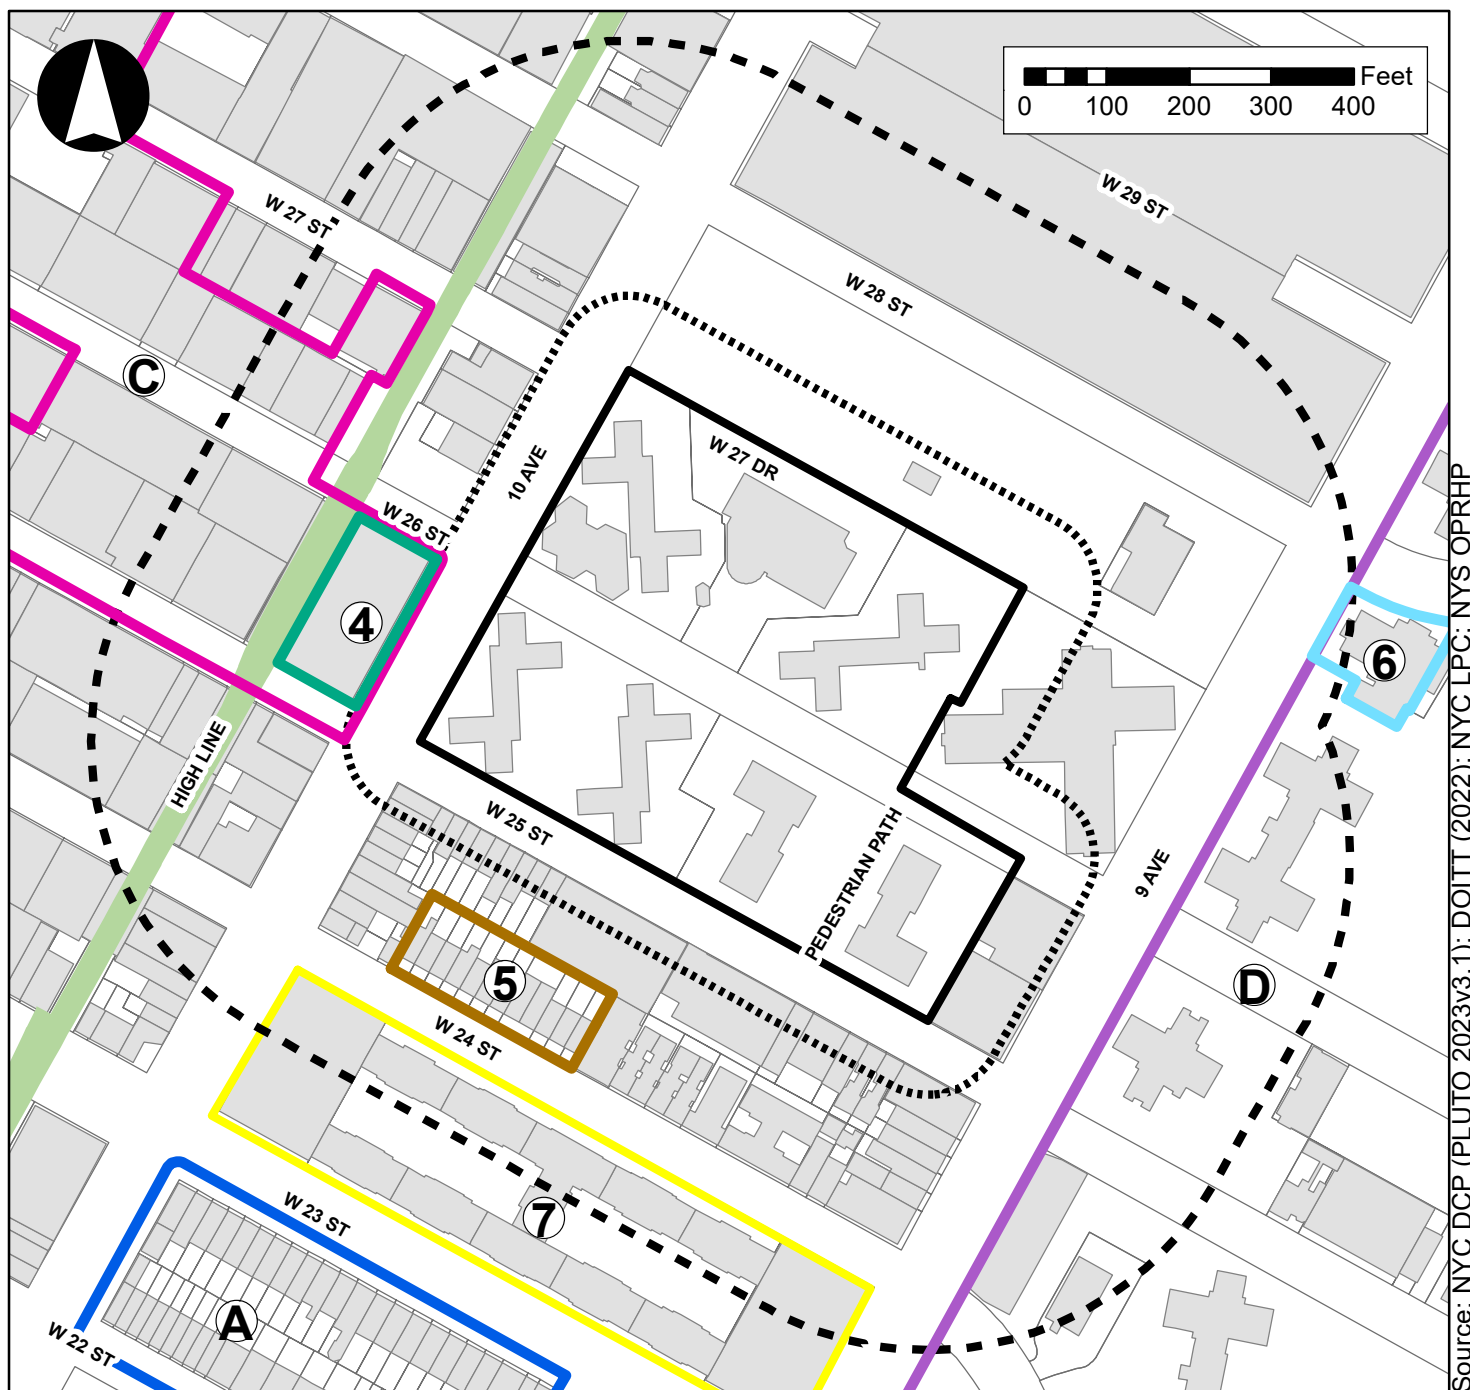 Feet
0 100 200 300 400
W 29 ST
W 27 ST
W 28 ST
C
10 AVE
W 27 DR
W 26 ST
4
6
HIGH LINE
W 25 ST
PEDESTRIAN PATH
9 AVE
5
D
W 24 ST
7
W 23 ST
A
W 22 ST
Source: NYC DCP (PLUTO 2023v3.1); DOITT (2022); NYC LPC; NYS OPRHP